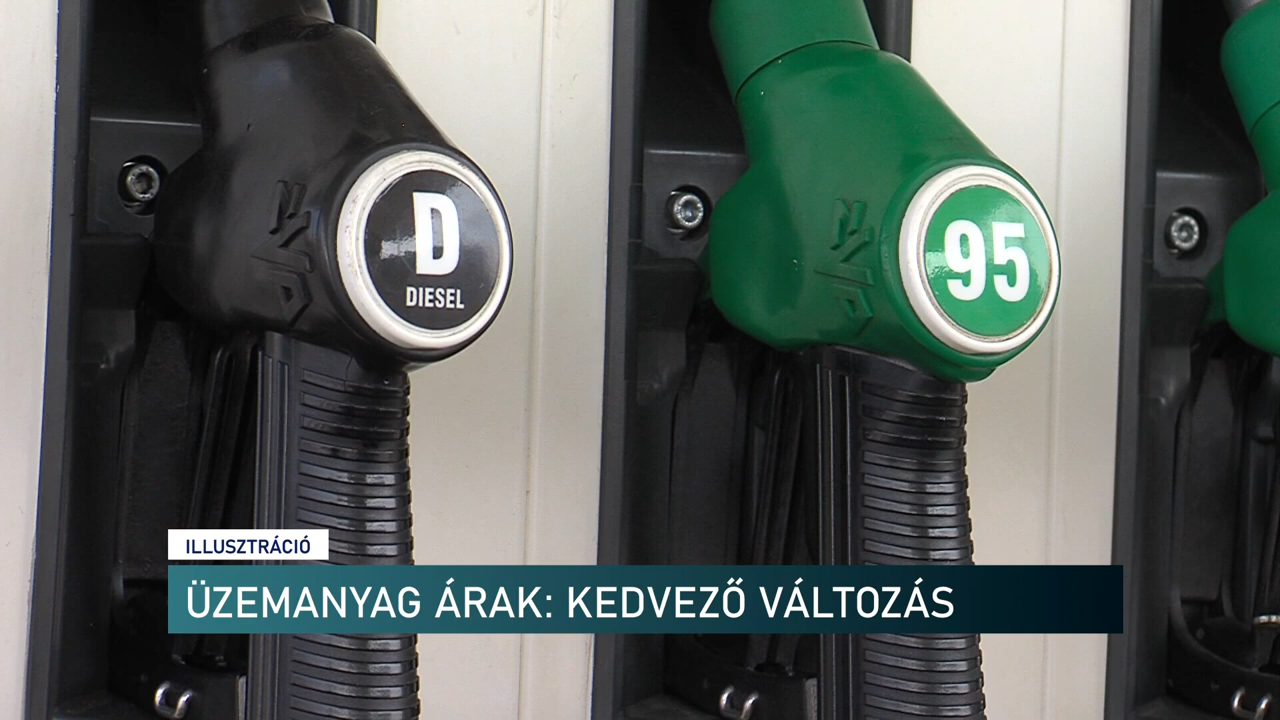 D
DIESEL
95
ILLUSZTRÁCIÓ
ÜZEMANYAG ÁRAK: KEDVEZŐ VÁLTOZÁS